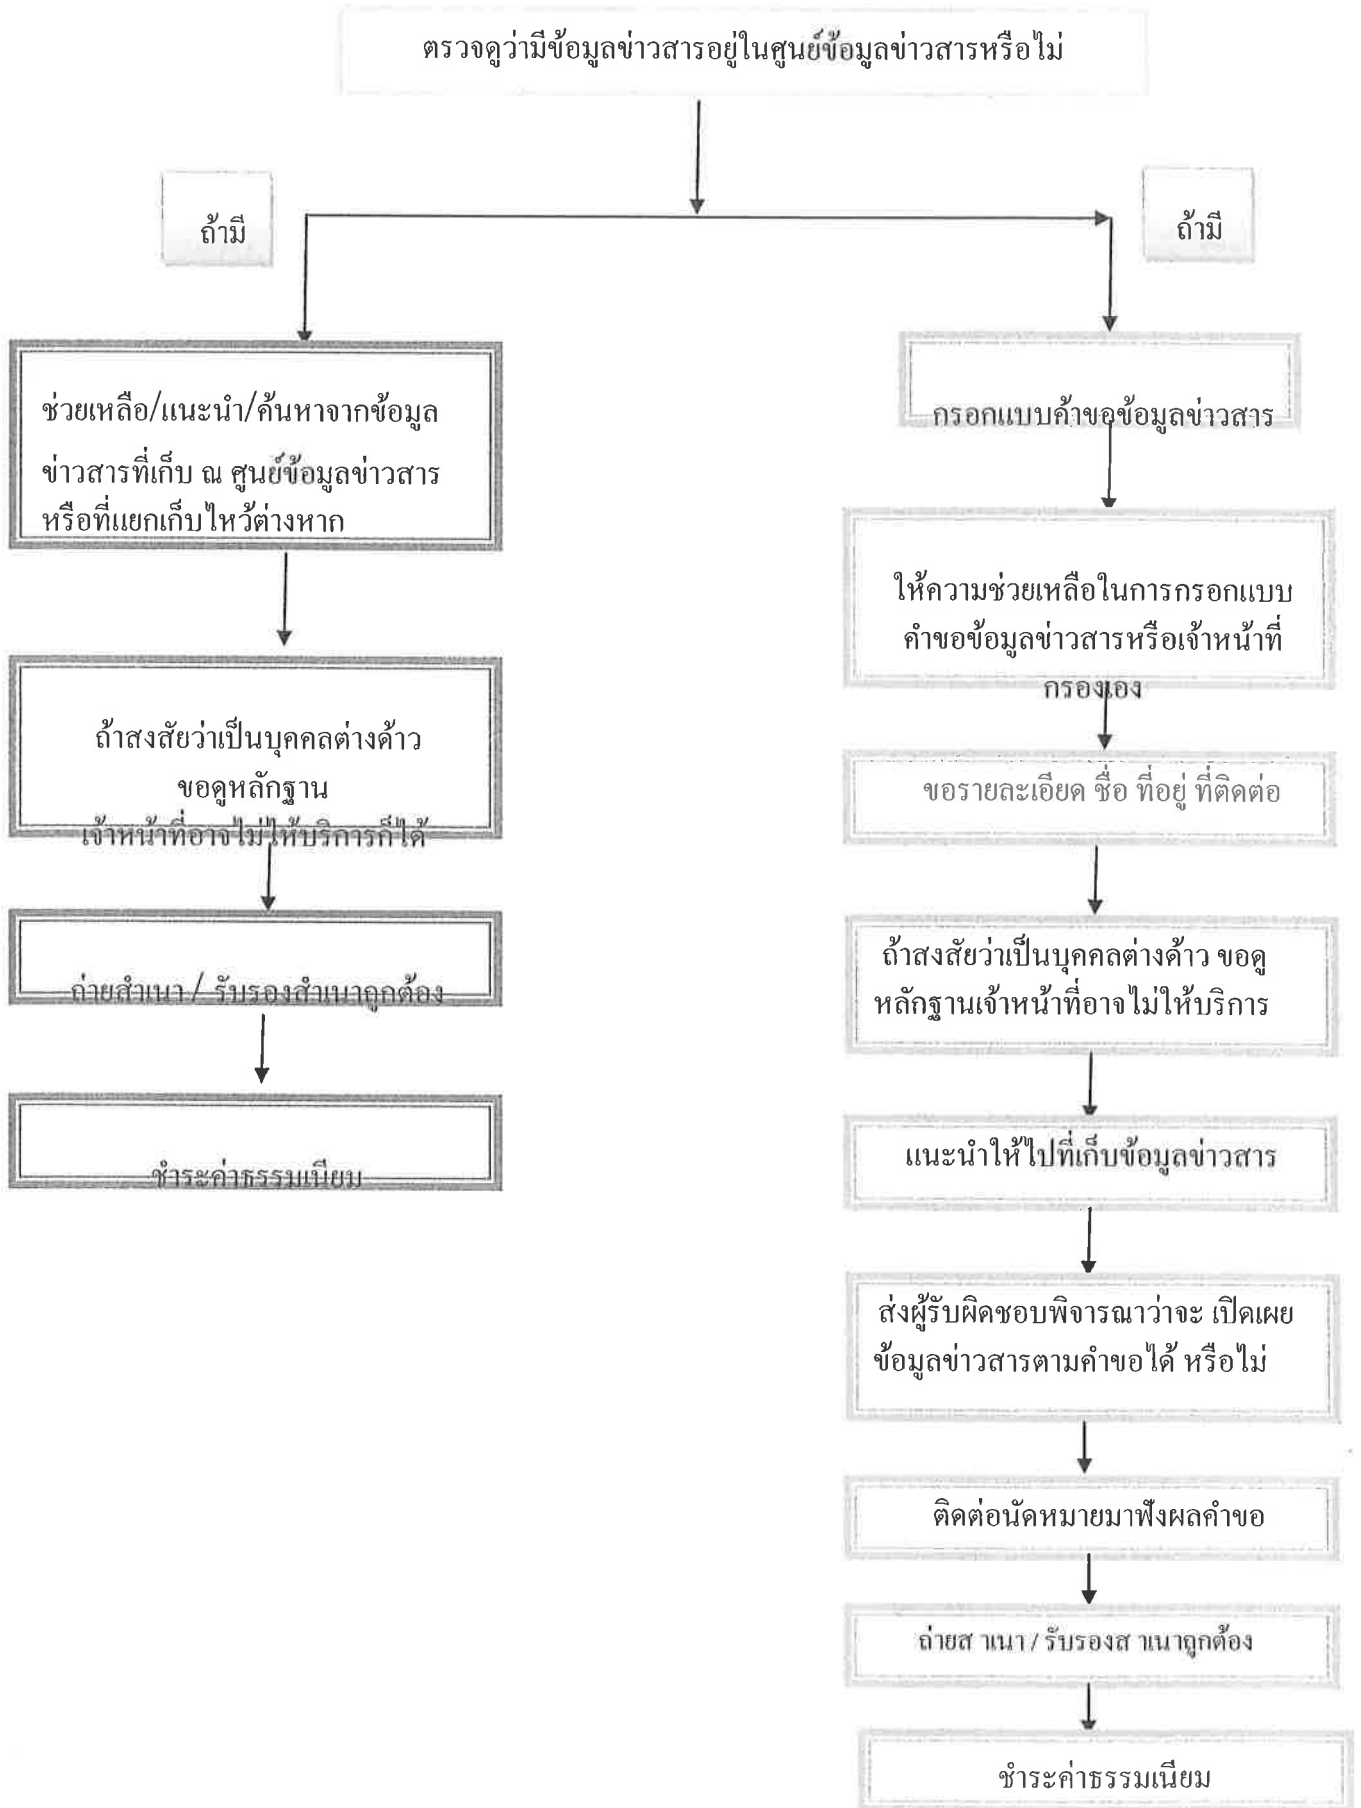 ตรวจดูว่ามีข้อมูลข่าวสารอยู่ในศูนย์ข้อมูลข่าวสารหรือไม่
ถ้ามี
ถ้ามี
ช่วยเหลือ/แนะนำ/ค้นหาจากข้อมูล
ข่าวสารที่เก็บ ณ ศูนย์ข้อมูลข่าวสาร
หรือที่แยกเก็บไหว้ต่างหาก
ถ้าสงสัยว่าเป็นบุคคลต่างด้าว
ขอดูหลักฐาน
เจ้าหน้าที่อาจไม่ให้บริการก็ได้
ถ่ายสำเนา / รับรองสำเนาถูกต้อง
ชำระค่าธรรมเนียม
กรอกแบบค้าขอข้อมูลข่าวสาร
ให้ความช่วยเหลือในการกรอกแบบ
คำขอข้อมูลข่าวสารหรือเจ้าหน้าที่
กรองเอง
ขอรายละเอียด ชื่อ ที่อยู่ ที่ติดต่อ
ถ้าสงสัยว่าเป็นบุคคลต่างด้าว ขอดู
หลักฐานเจ้าหน้าที่อาจไม่ให้บริการ
แนะนำให้ไปที่เก็บข้อมูลข่าวสาร
ส่งผู้รับผิดชอบพิจารณาว่าจะ เปิดเผย
ข้อมูลข่าวสารตามคำขอได้ หรือไม่
ติดต่อนัดหมายมาฟังผลคำขอ
ถ่ายส าเนา / รับรองส าเนาถูกต้อง
ชำระค่าธรรมเนียม